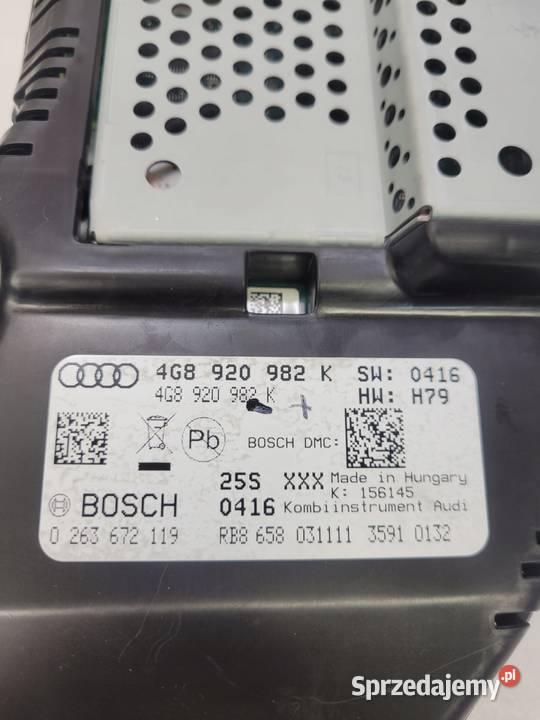 4G8 920 982 K SW: 0416
4G8 920 982 K HW: H79
Pb BOSCH DMC:
25S XXX Made in Hungary
K: 156145
BOSCH 0416 Kombiinstrument Audi
0 263 672 119 RB8 658 031111 3591 0132
Sprzedajemy.pl